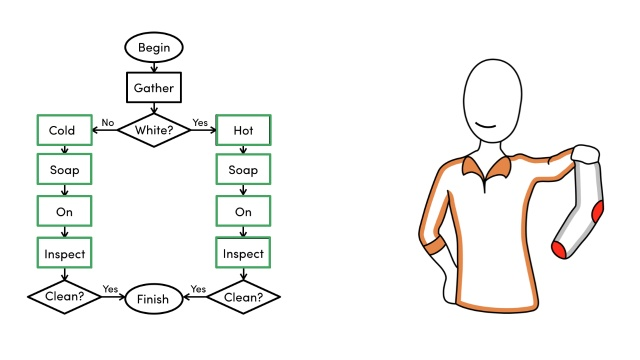 Begin
Gather
White?
No
Yes
Cold
Hot
Soap
Soap
On
On
Inspect
Inspect
Clean?
Yes
Finish
Yes
Clean?